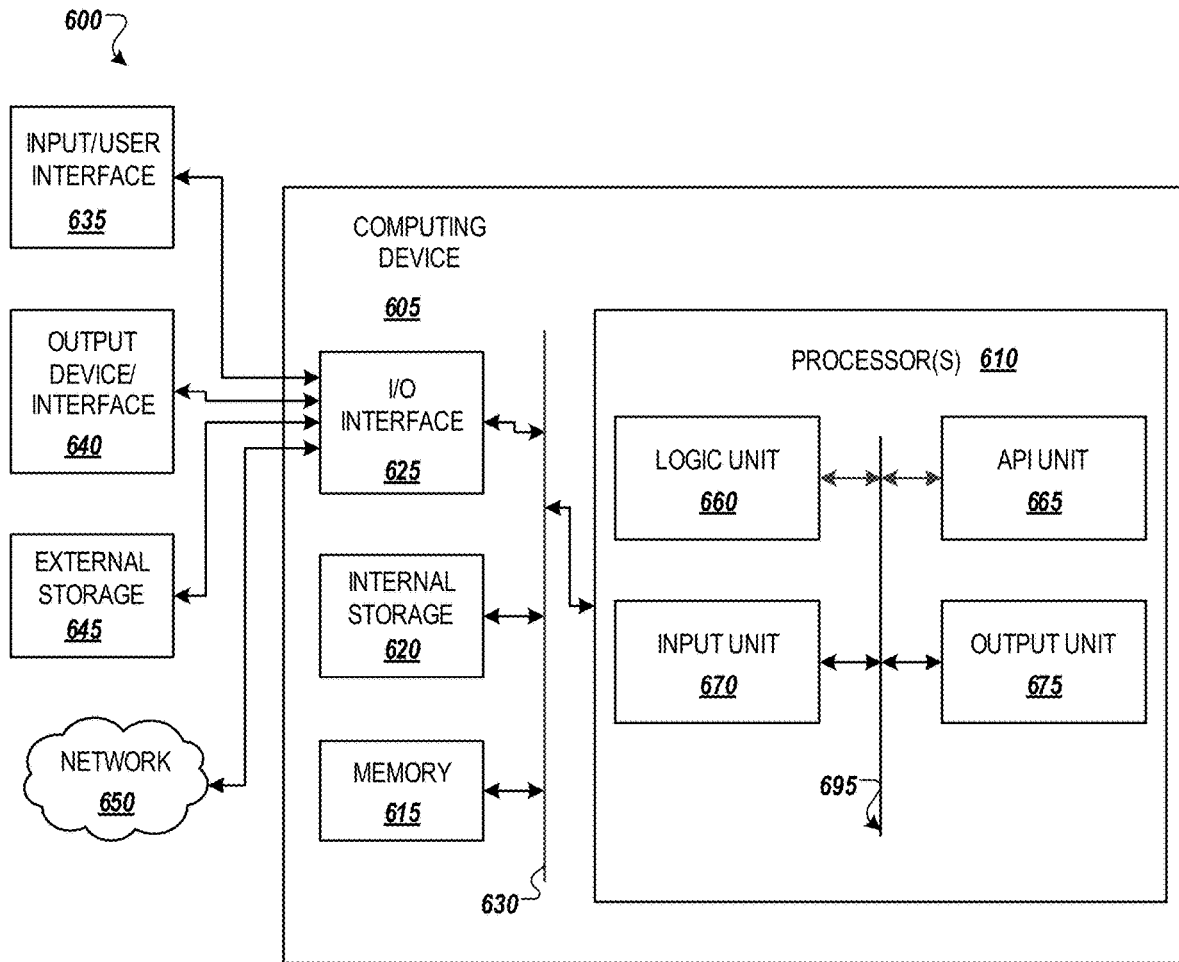 600
INPUT/USER
INTERFACE
635
OUTPUT
DEVICE/
INTERFACE
640
EXTERNAL
STORAGE
645
NETWORK
650
COMPUTING
DEVICE
605
I/O
INTERFACE
625
INTERNAL
STORAGE
620
MEMORY
615
630
PROCESSOR(S) 610
LOGIC UNIT
660
API UNIT
665
INPUT UNIT
670
OUTPUT UNIT
675
695